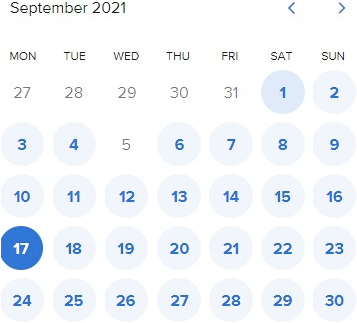 September 2021
MON TUE WED THU FRI SAT SUN
27 28 29 30 31 1 2
3 4 5 6 7 8 9
10 11 12 13 14 15 16
17 18 19 20 21 22 23
24 25 26 27 28 29 30